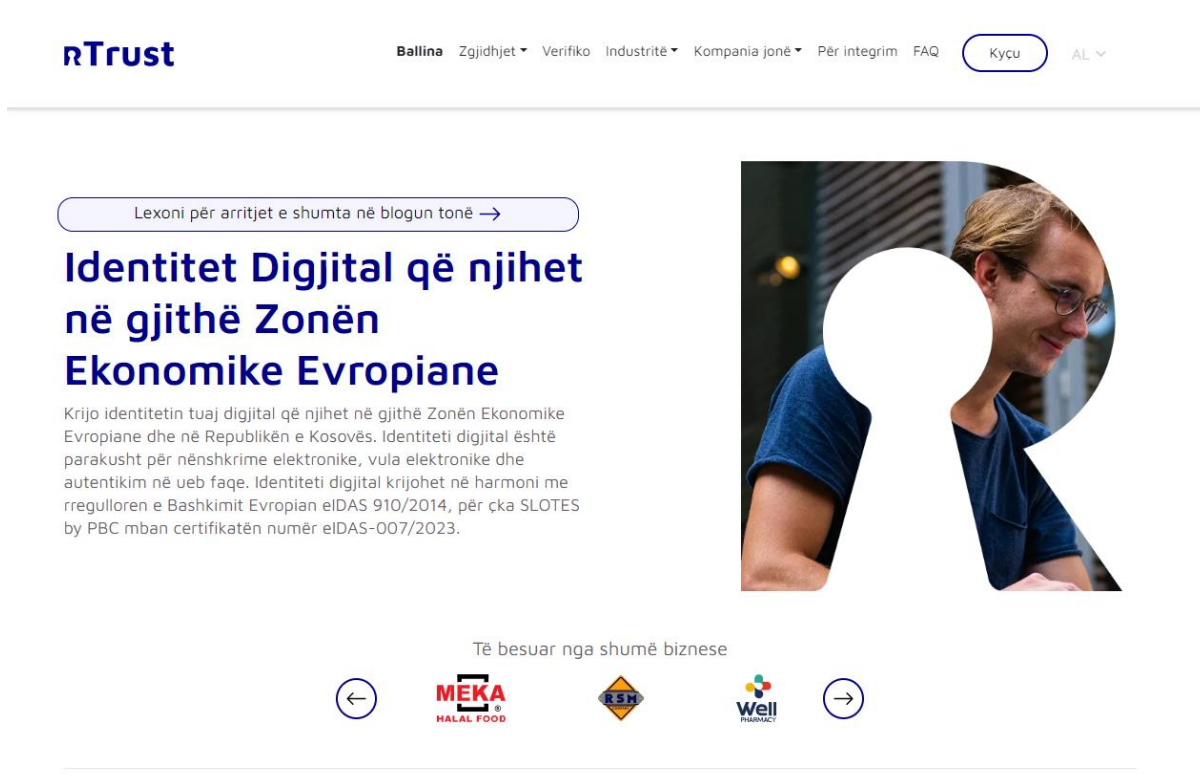 rTrust
Ballina Zgjidhjet Verifiko Industritë Kompania jonë Për integrim FAQ Kyçu AL
Lexoni për arritjet e shumta në blogun tonë
Identitet Digjital që njihet
në gjithë Zonën
Ekonomike Evropiane
Krijo identitetin tuaj digjital që njihet në gjithë Zonën Ekonomike
Evropiane dhe në Republikën e Kosovës. Identiteti digjital është
parakusht për nënshkrime elektronike, vula elektronike dhe
autentikim në ueb faqe. Identiteti digjital krijohet në harmoni me
rregulloren e Bashkimit Evropian eIDAS 910/2014, për çka SLOTES
by PBC mban certifikatën numër eIDAS-007/2023.
Të besuar nga shumë biznese
MEKA
®
HALAL FOOD
RSM
Well
PHARMACY